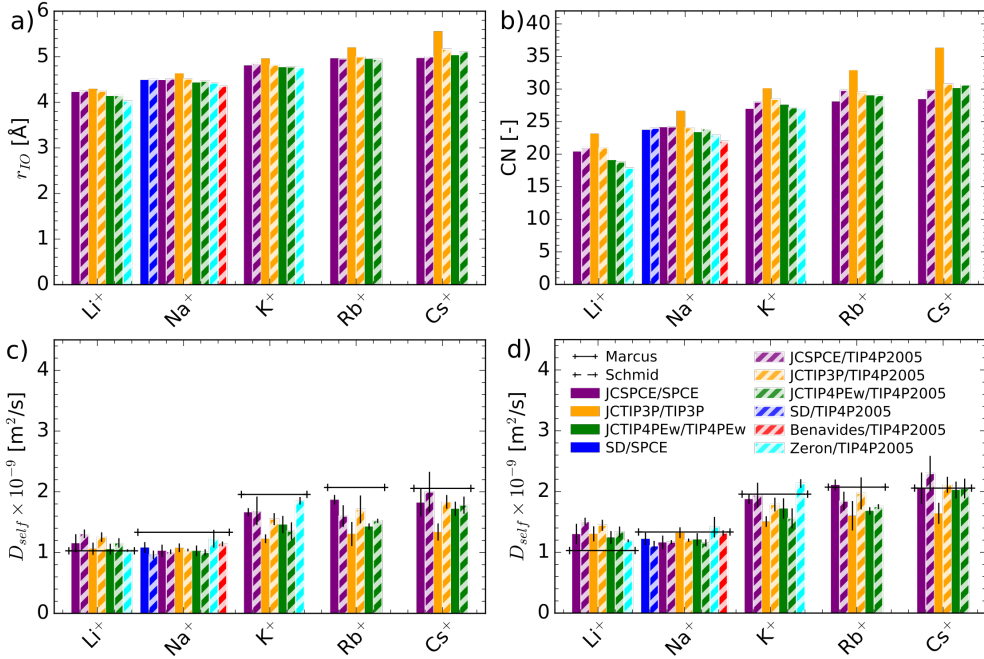 a)
6
5
4
3
2
1
0
r_IO [Å]
Li⁺
Na⁺
K⁺
Rb⁺
Cs⁺
b)
40
35
30
25
20
15
10
5
0
CN [-]
Li⁺
Na⁺
K⁺
Rb⁺
Cs⁺
c)
4
3
2
1
0
D_self × 10⁻⁹ [m²/s]
Li⁺
Na⁺
K⁺
Rb⁺
Cs⁺
d)
Marcus
Schmid
JCSPCE/SPCE
JCTIP3P/TIP3P
JCTIP4PEw/TIP4PEw
SD/SPCE
JCSPCE/TIP4P2005
JCTIP3P/TIP4P2005
JCTIP4PEw/TIP4P2005
SD/TIP4P2005
Benavides/TIP4P2005
Zeron/TIP4P2005
4
3
2
1
0
D_self × 10⁻⁹ [m²/s]
Li⁺
Na⁺
K⁺
Rb⁺
Cs⁺